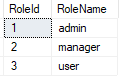 RoleId RoleName
1 admin
2 manager
3 user